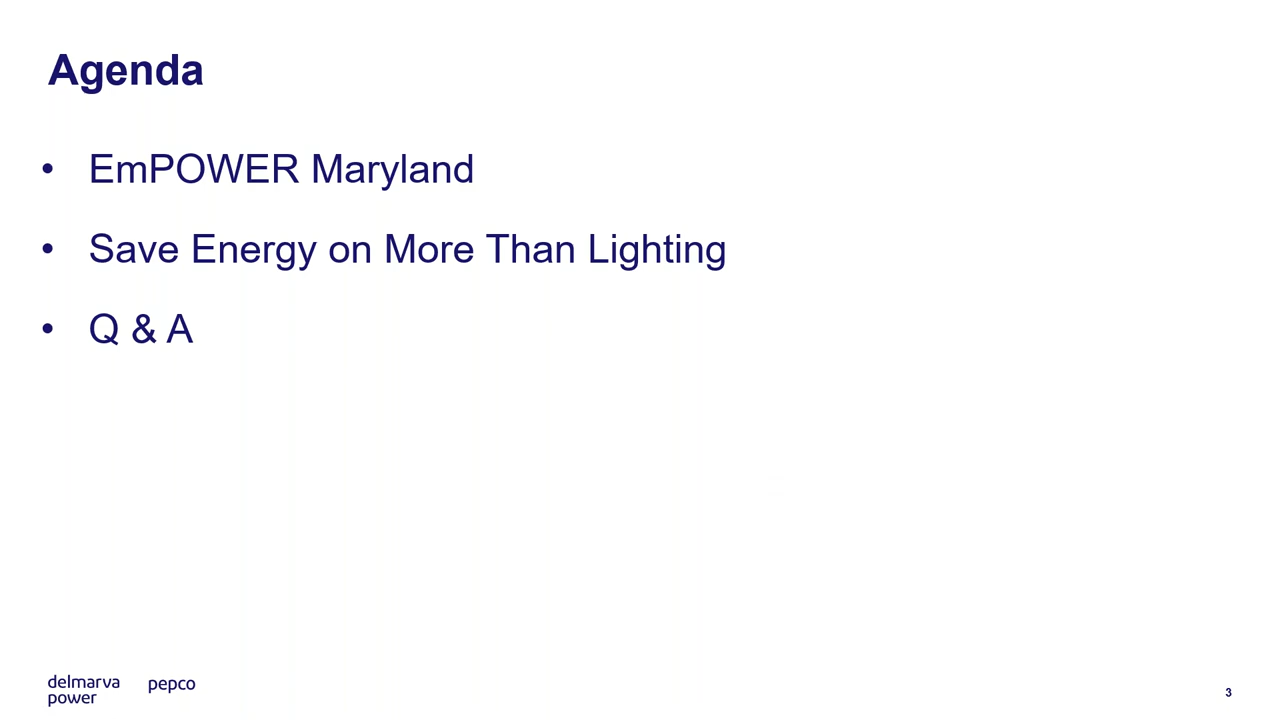 Agenda
• EmPOWER Maryland
• Save Energy on More Than Lighting
• Q & A
delmarva
power
pepco
3